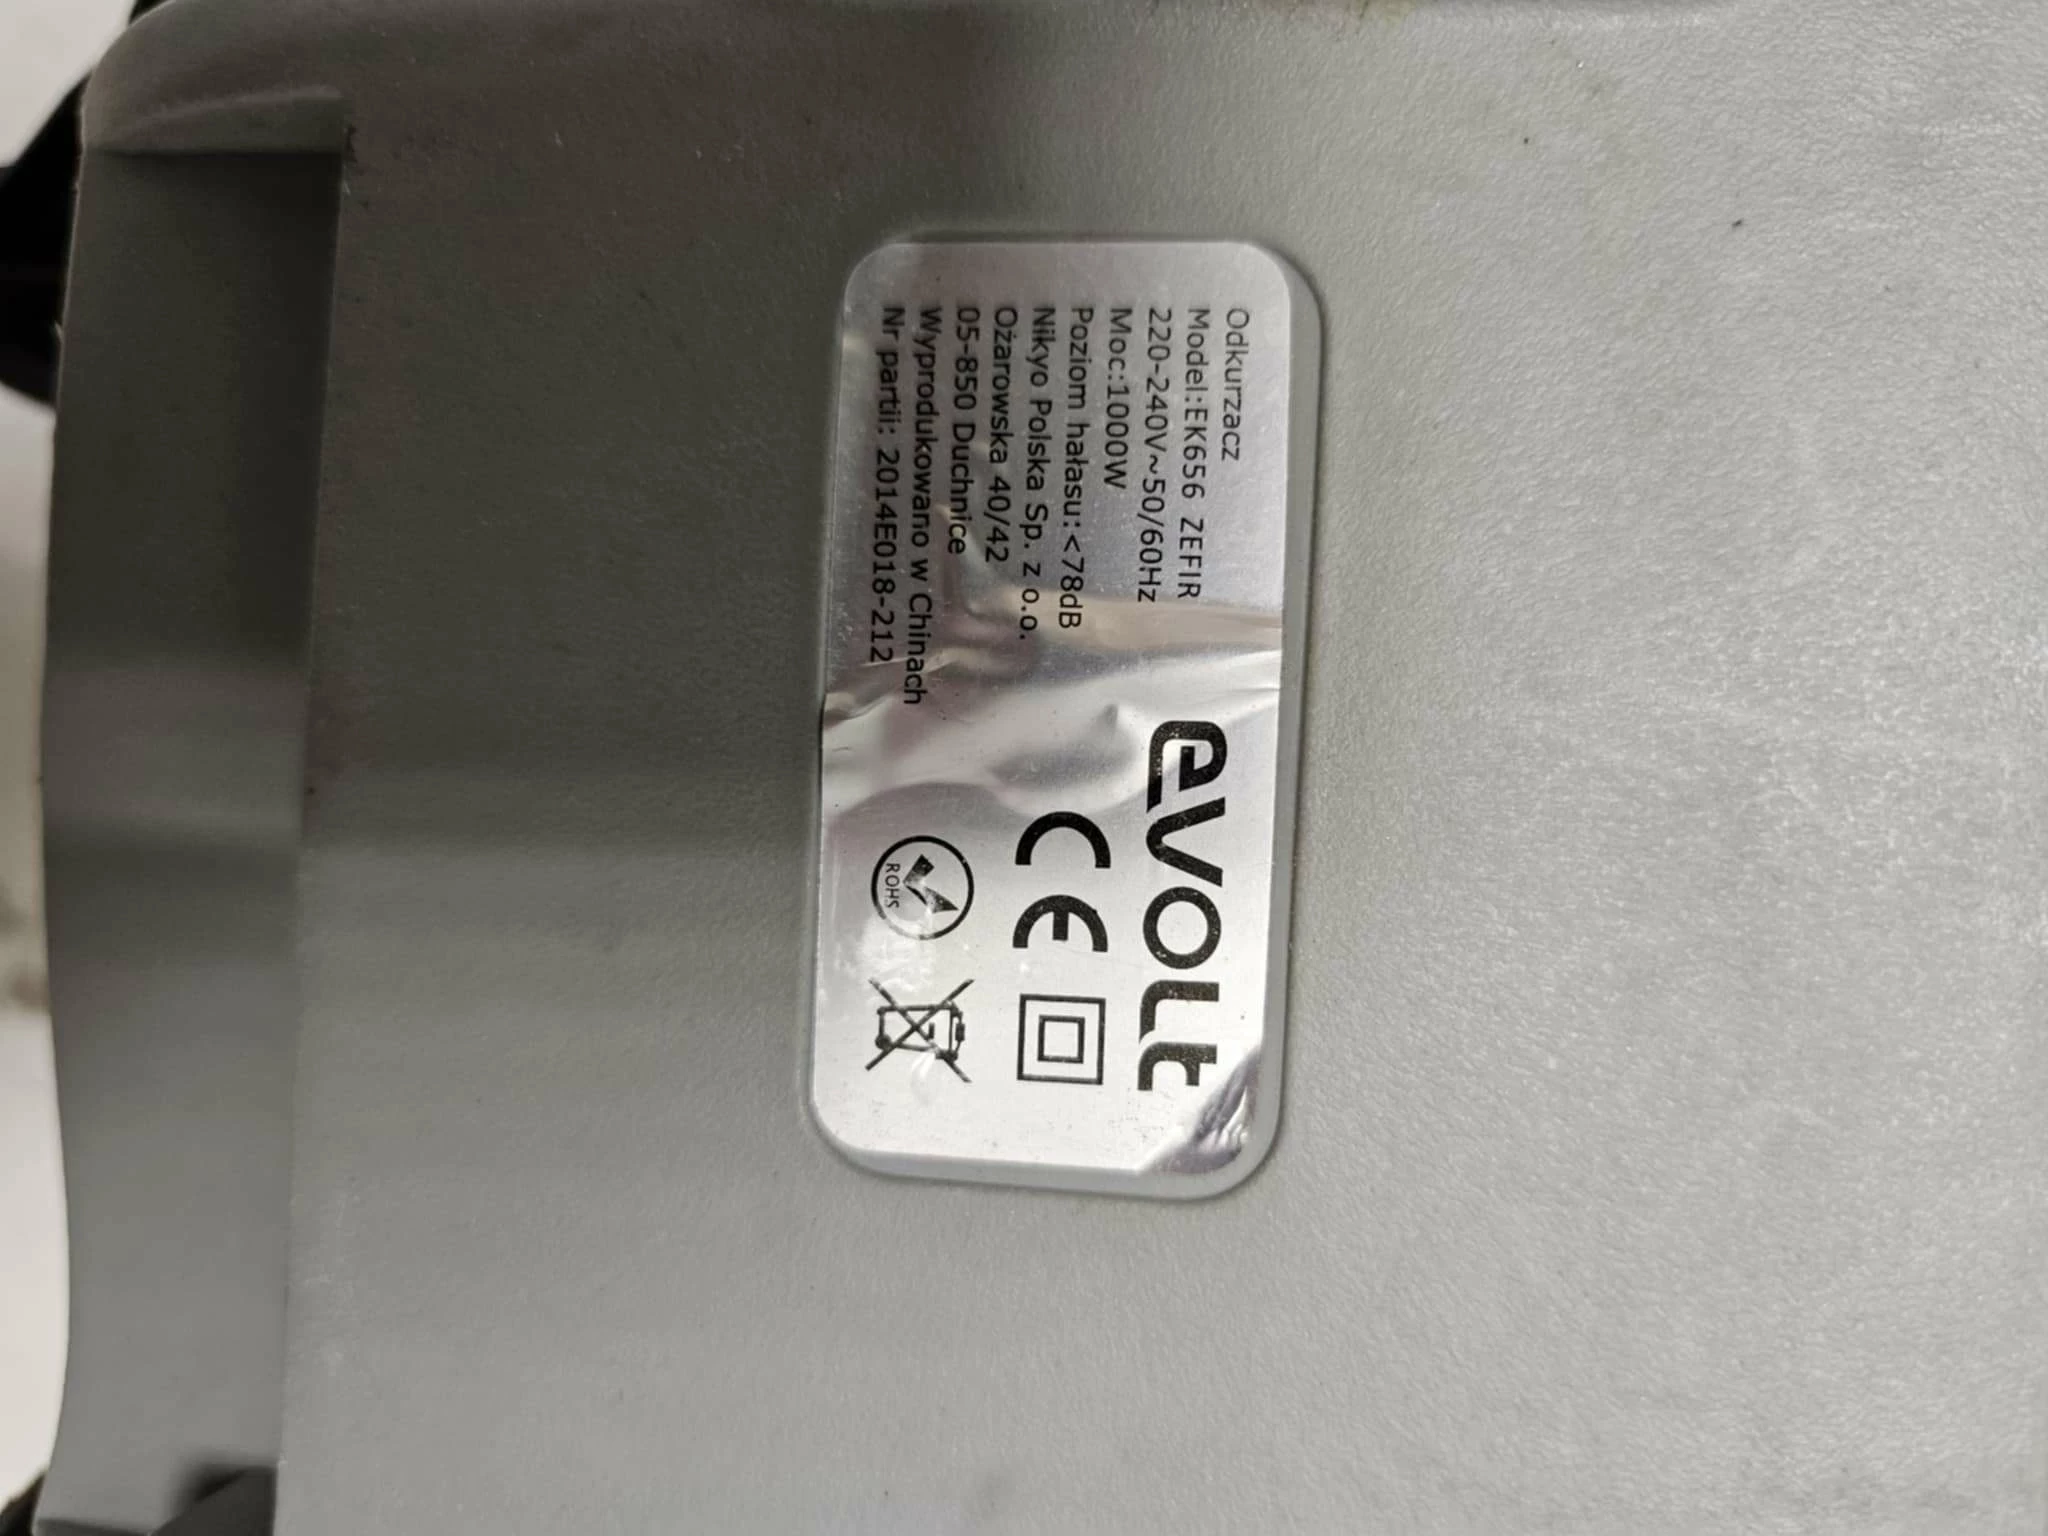 Odkurzacz
Model:EK656 ZEFIR
220-240V~50/60Hz
Moc:1000W
Poziom hałasu:<78dB
Nikyo Polska Sp. z o.o.
Ożarowska 40/42
05-850 Duchnice
Wyprodukowano w Chinach
Nr partii: 2014E018-212
evolt
CE
ROHS